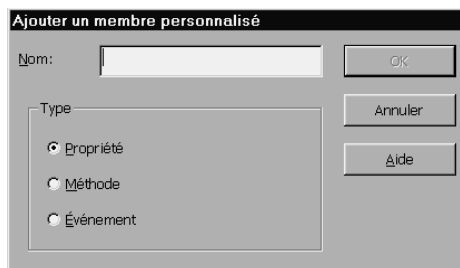 Ajouter un membre personnalisé
Nom:
OK
Type
Annuler
Propriété
Aide
Méthode
Événement